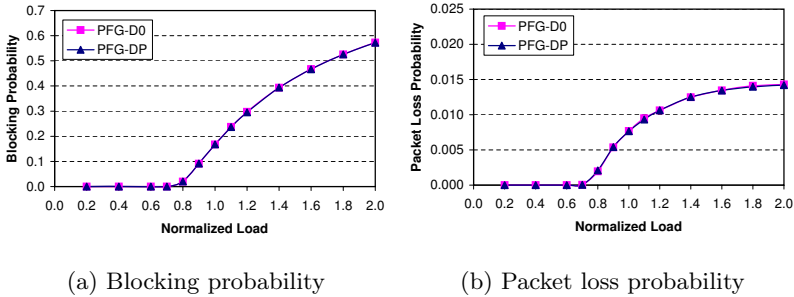 0.7
0.6
0.5
0.4
0.3
0.2
0.1
0.0
Blocking Probability
PFG-D0
PFG-DP
0.0 0.2 0.4 0.6 0.8 1.0 1.2 1.4 1.6 1.8 2.0
Normalized Load
(a) Blocking probability
0.025
0.020
0.015
0.010
0.005
0.000
Packet Loss Probability
PFG-D0
PFG-DP
0.0 0.2 0.4 0.6 0.8 1.0 1.2 1.4 1.6 1.8 2.0
Normalized Load
(b) Packet loss probability